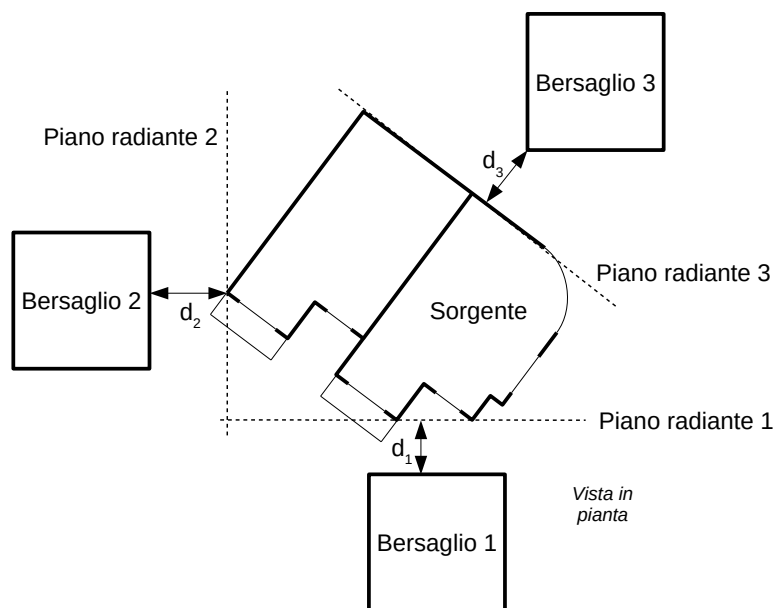 Bersaglio 3
Piano radiante 2
d3
Piano radiante 3
Bersaglio 2
d2
Sorgente
Piano radiante 1
d1
Vista in
pianta
Bersaglio 1